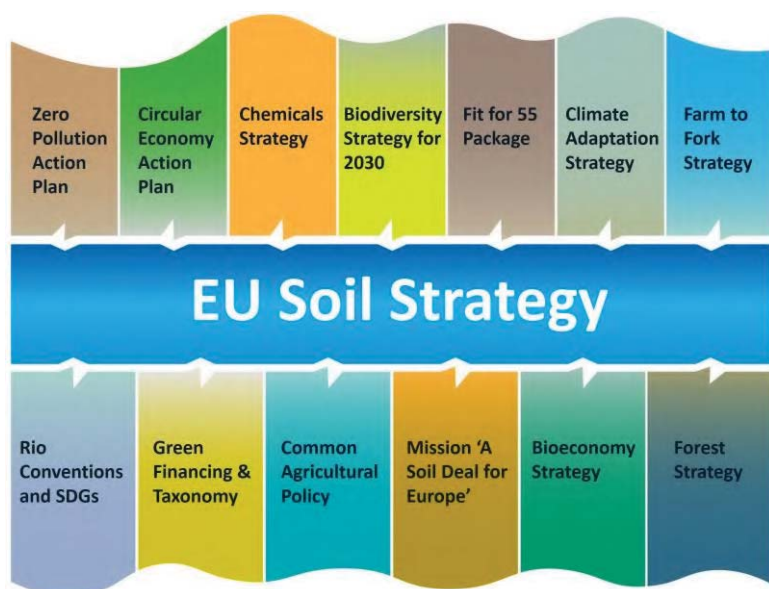 Zero
Pollution
Action
Plan
Circular
Economy
Action
Plan
Chemicals
Strategy
Biodiversity
Strategy for
2030
Fit for 55
Package
Climate
Adaptation
Strategy
Farm to
Fork
Strategy
EU Soil Strategy
Rio
Conventions
and SDGs
Green
Financing &
Taxonomy
Common
Agricultural
Policy
Mission ‘A
Soil Deal for
Europe’
Bioeconomy
Strategy
Forest
Strategy